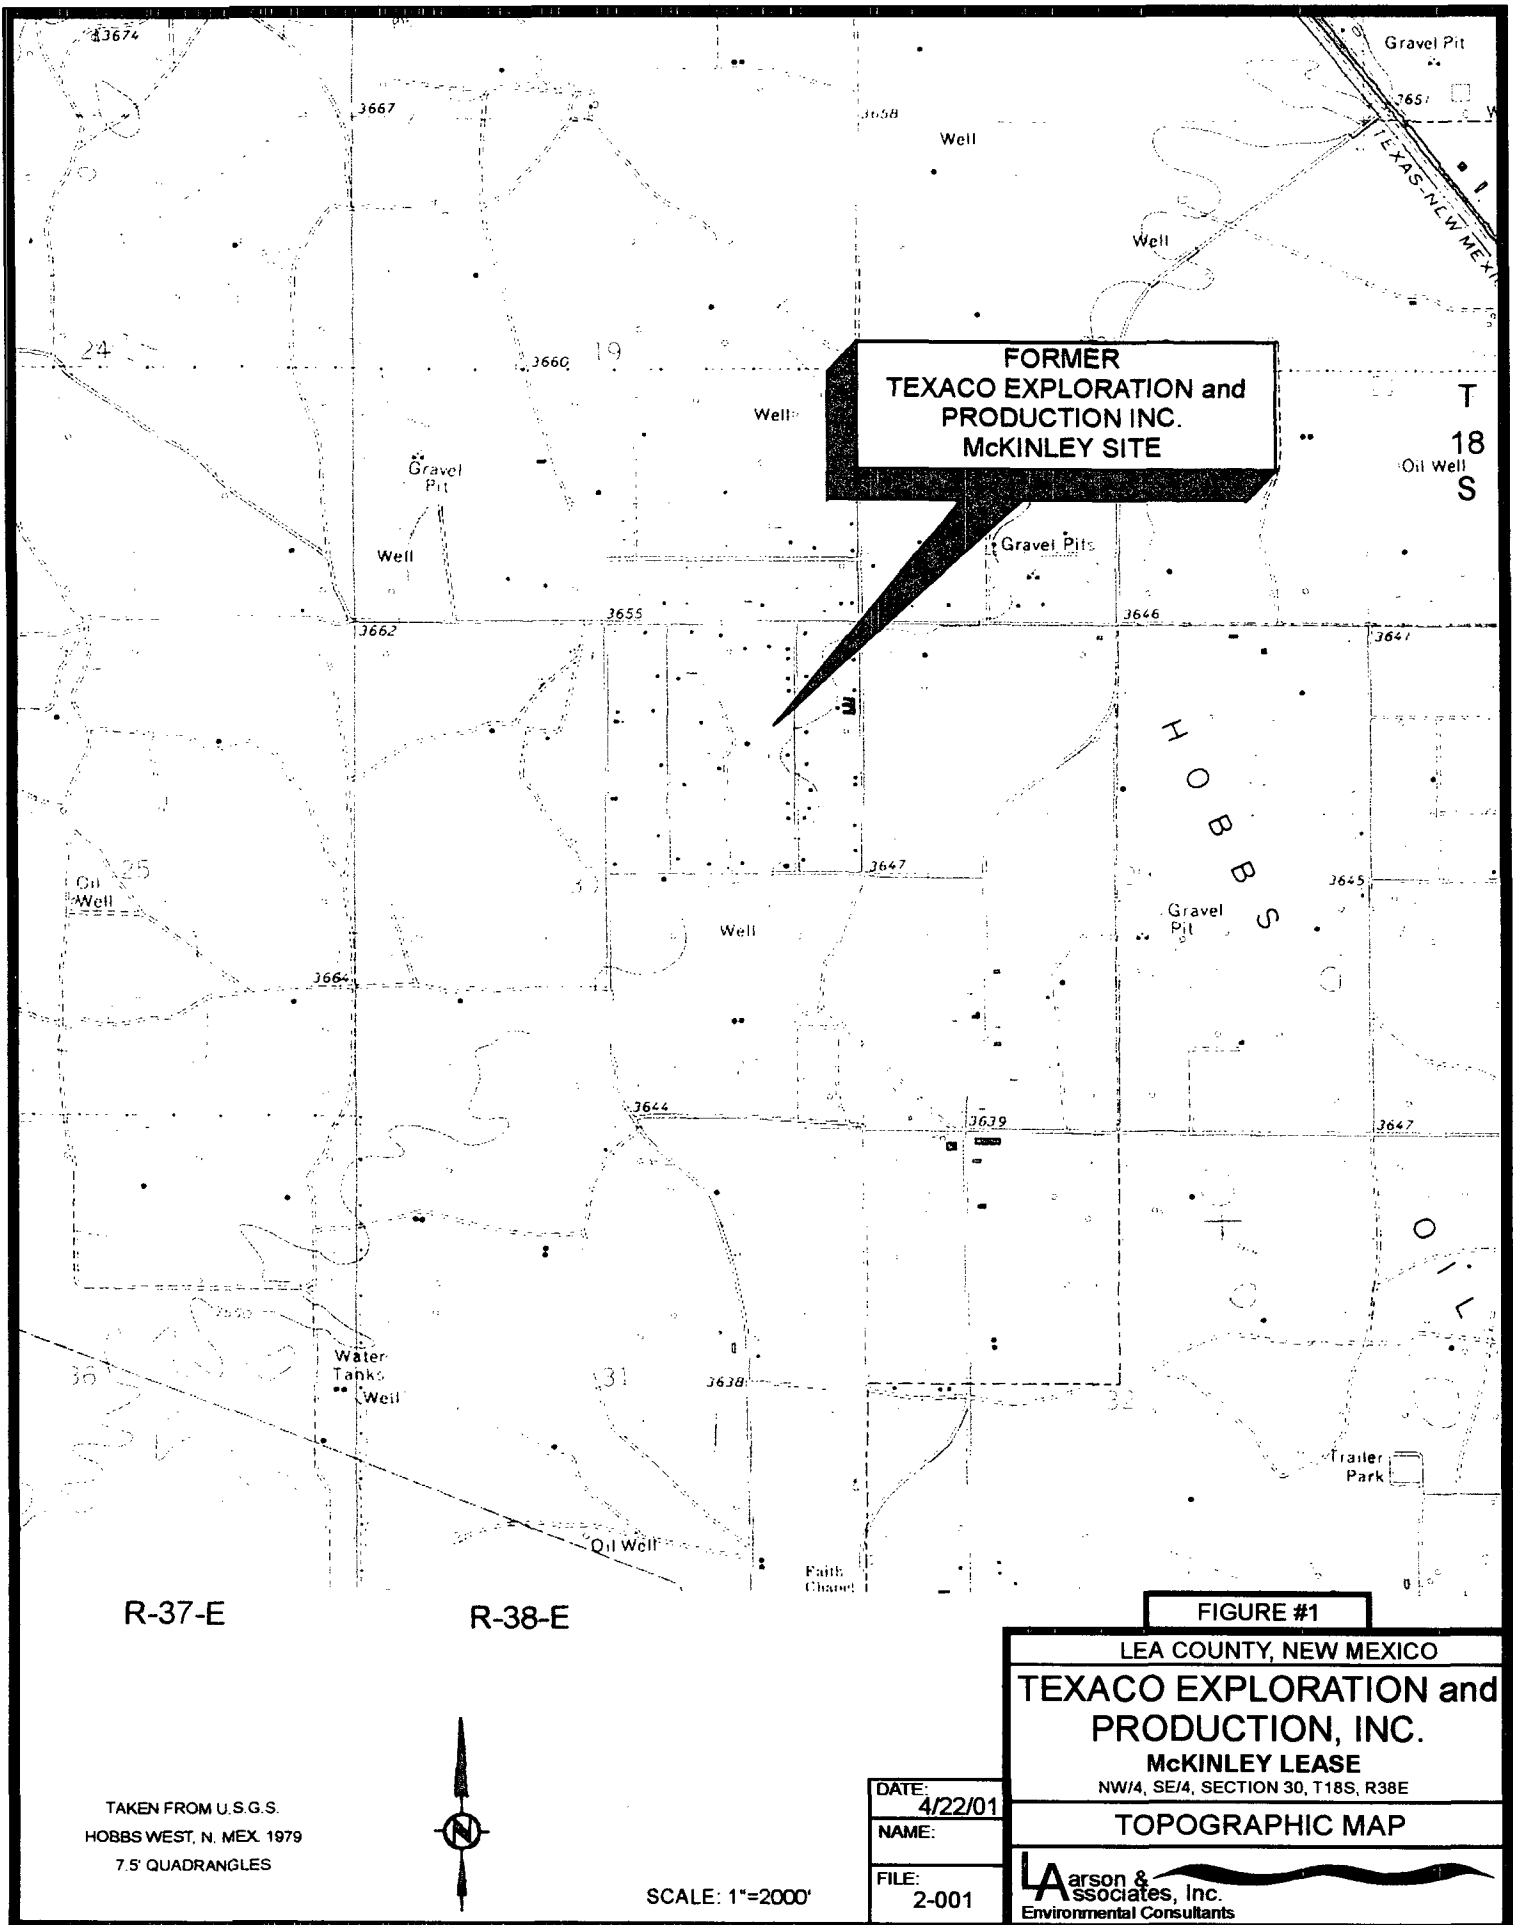 3674
Gravel Pit
3667
3658
3651
Well
TEXAS-NEW MEXI
Well
24
19
3660
FORMER
TEXACO EXPLORATION and
PRODUCTION INC.
McKINLEY SITE
T
18
S
Well
Oil Well
Gravel
Pit
Well
Gravel Pits
3655
3646
3662
3641
HOBBS
25
Oil
Well
30
3647
3645
Gravel
Pit
Well
3664
3644
3639
3647
OIL
Water
Tanks
Well
36
31
3638
32
Trailer
Park
Oil Well
Faith
Chapel
R-37-E
R-38-E
FIGURE #1
LEA COUNTY, NEW MEXICO
TEXACO EXPLORATION and
PRODUCTION, INC.
McKINLEY LEASE
NW/4, SE/4, SECTION 30, T18S, R38E
TOPOGRAPHIC MAP
DATE:
4/22/01
NAME:
FILE:
2-001
TAKEN FROM U.S.G.S.
HOBBS WEST, N. MEX. 1979
7.5' QUADRANGLES
N
SCALE: 1"=2000'
Larson &
Associates, Inc.
Environmental Consultants